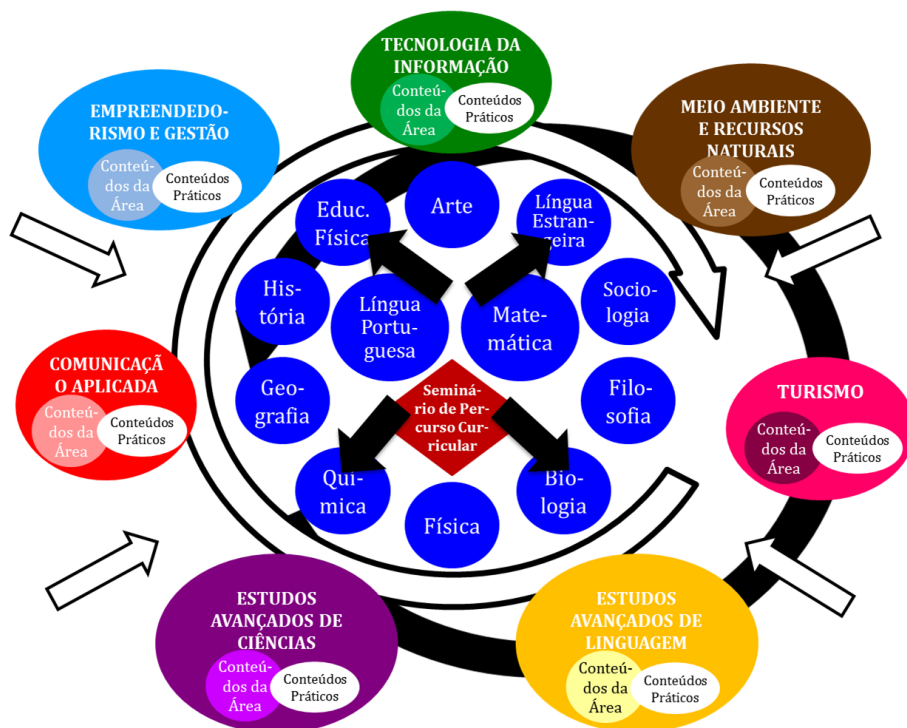 TECNOLOGIA DA
INFORMAÇÃO
Conteú-
dos da
Área
Conteúdos
Práticos
EMPREENDEDO-
RISMO E GESTÃO
Conteú-
dos da
Área
Conteúdos
Práticos
MEIO AMBIENTE
E RECURSOS
NATURAIS
Conteú-
dos da
Área
Conteúdos
Práticos
Educ.
Física
Arte
Língua
Estran-
geira
His-
tória
Língua
Portu-
guesa
Mate-
mática
Socio-
logia
COMUNICAÇÃ
O APLICADA
Conteú-
dos da
Área
Conteúdos
Práticos
Geo-
grafia
Seminá-
rio de Per-
curso Cur-
ricular
Filo-
sofia
TURISMO
Conteú-
dos da
Área
Conteúdos
Práticos
Quí-
mica
Física
Bio-
logia
ESTUDOS
AVANÇADOS DE
CIÊNCIAS
Conteú-
dos da
Área
Conteúdos
Práticos
ESTUDOS
AVANÇADOS DE
LINGUAGEM
Conteú-
dos da
Área
Conteúdos
Práticos